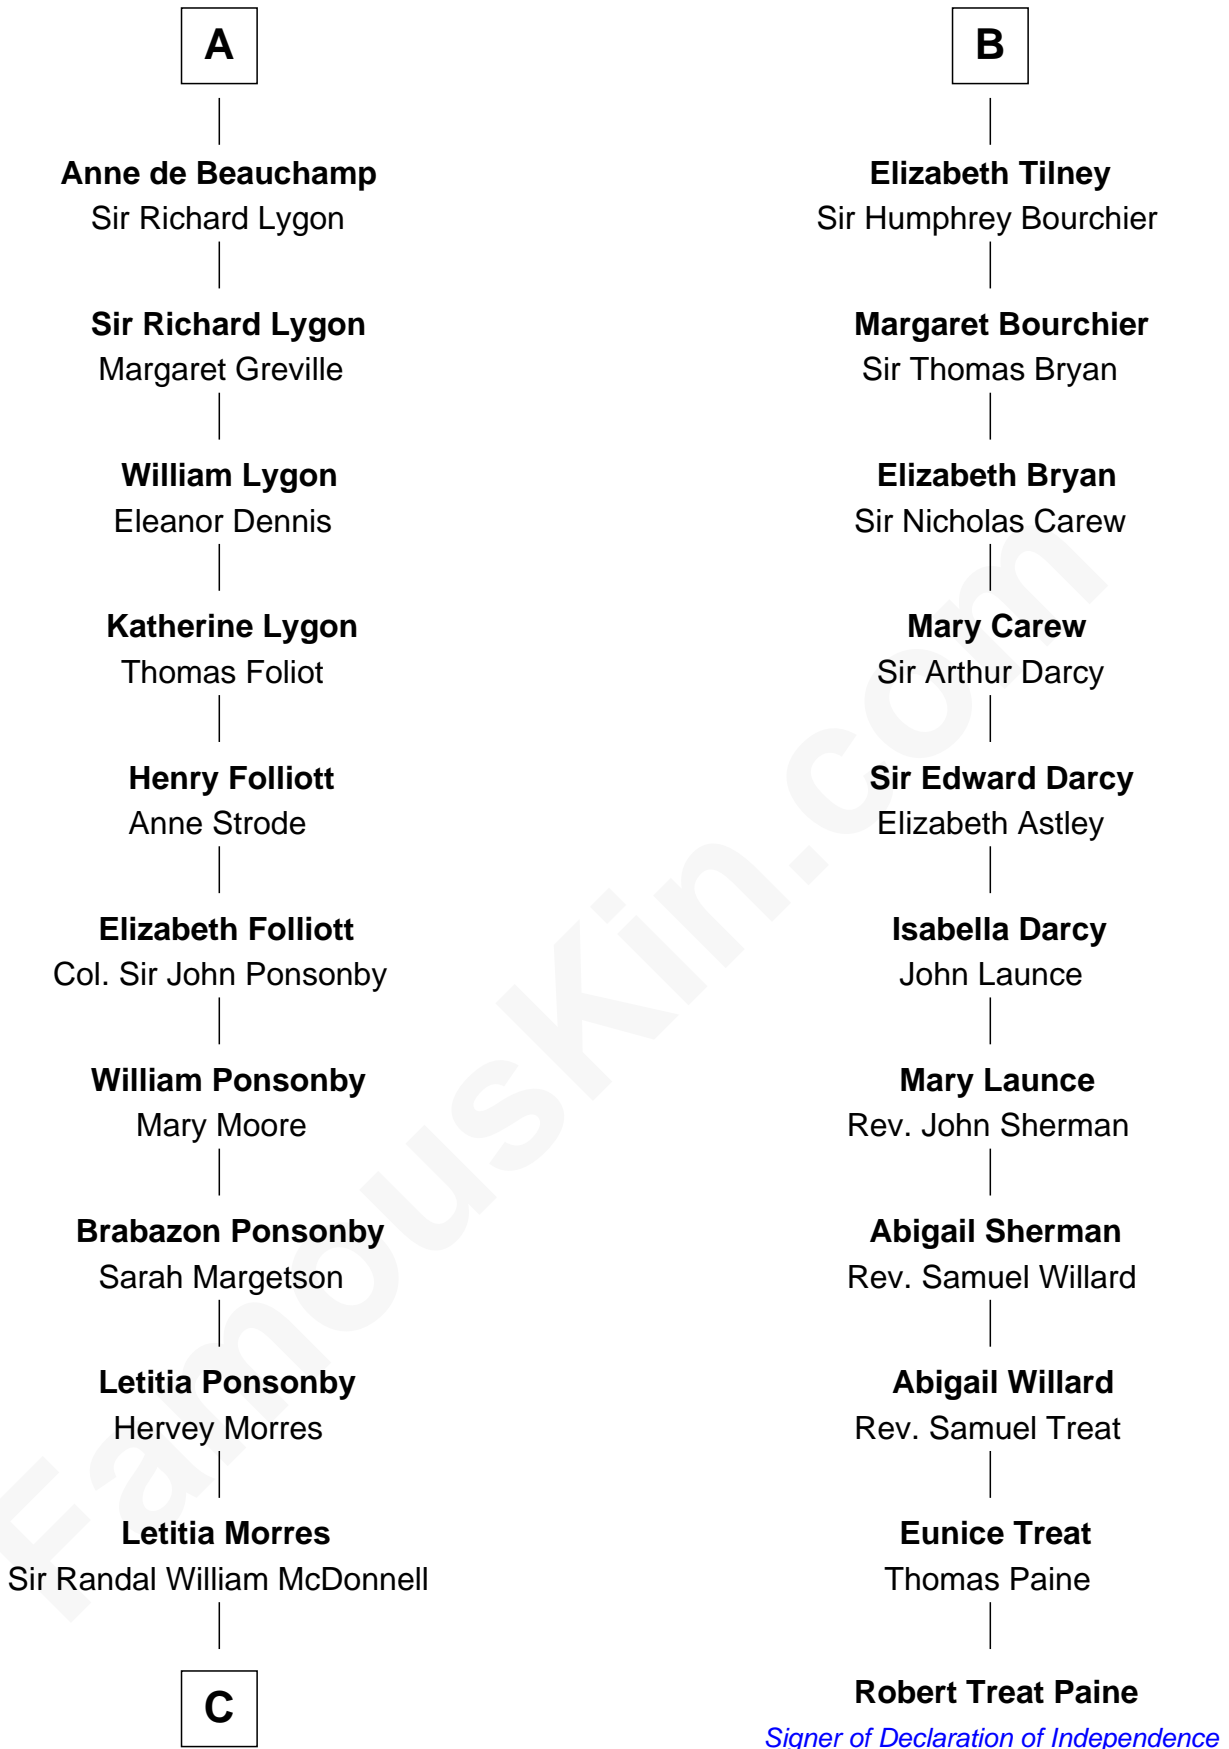 A
Anne de Beauchamp
Sir Richard Lygon
Sir Richard Lygon
Margaret Greville
William Lygon
Eleanor Dennis
Katherine Lygon
Thomas Foliot
Henry Folliott
Anne Strode
Elizabeth Folliott
Col. Sir John Ponsonby
William Ponsonby
Mary Moore
Brabazon Ponsonby
Sarah Margetson
Letitia Ponsonby
Hervey Morres
Letitia Morres
Sir Randal William McDonnell
C
B
Elizabeth Tilney
Sir Humphrey Bourchier
Margaret Bourchier
Sir Thomas Bryan
Elizabeth Bryan
Sir Nicholas Carew
Mary Carew
Sir Arthur Darcy
Sir Edward Darcy
Elizabeth Astley
Isabella Darcy
John Launce
Mary Launce
Rev. John Sherman
Abigail Sherman
Rev. Samuel Willard
Abigail Willard
Rev. Samuel Treat
Eunice Treat
Thomas Paine
Robert Treat Paine
Signer of Declaration of Independence
FamousKin.com